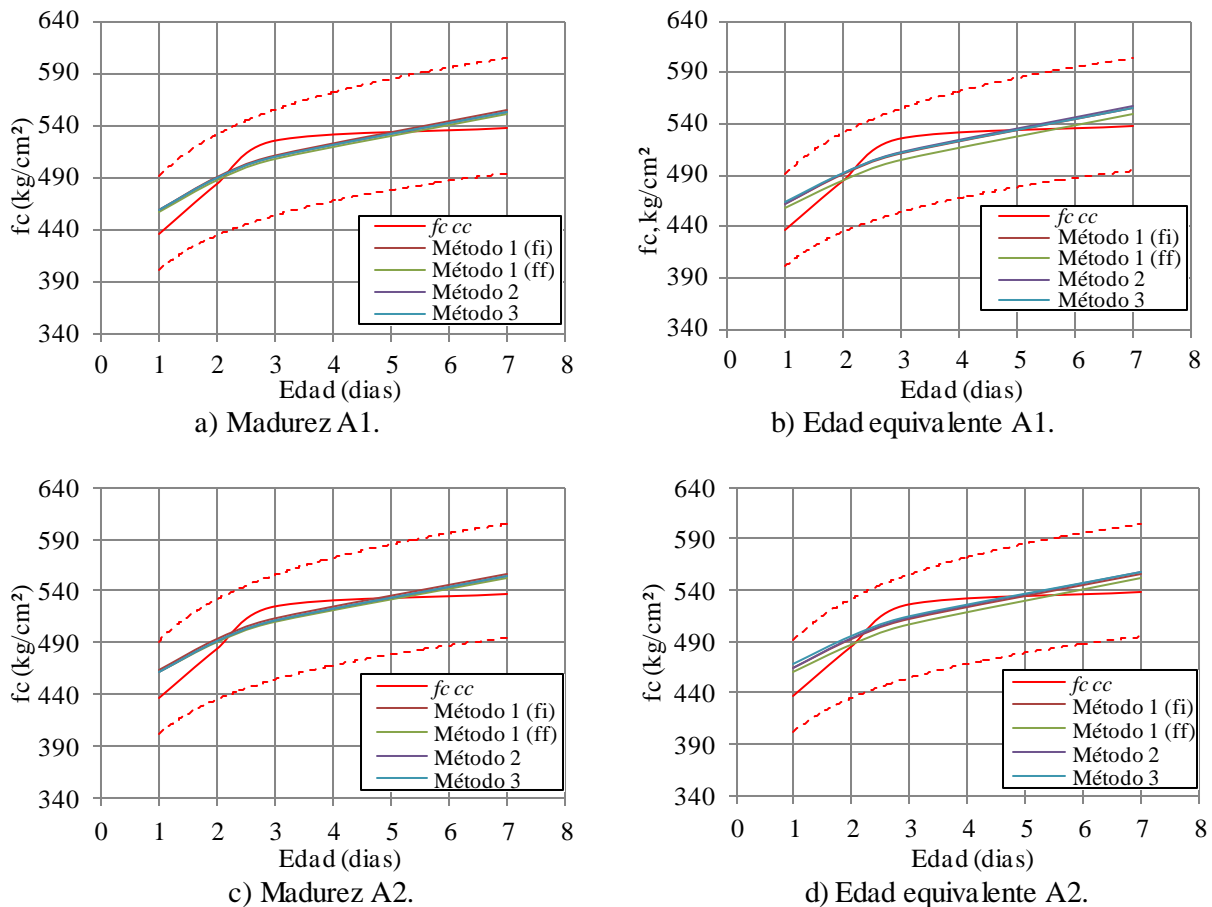 640
590
540
490
440
390
340
fc (kg/cm²)
fc cc
Método 1 (fi)
Método 1 (ff)
Método 2
Método 3
0 1 2 3 4 5 6 7 8
Edad (dias)
a) Madurez A1.
640
590
540
490
440
390
340
fc, kg/cm²
fc cc
Método 1 (fi)
Método 1 (ff)
Método 2
Método 3
0 1 2 3 4 5 6 7 8
Edad (dias)
b) Edad equivalente A1.
640
590
540
490
440
390
340
fc (kg/cm²)
fc cc
Método 1 (fi)
Método 1 (ff)
Método 2
Método 3
0 1 2 3 4 5 6 7 8
Edad (dias)
c) Madurez A2.
640
590
540
490
440
390
340
fc (kg/cm²)
fc cc
Método 1 (fi)
Método 1 (ff)
Método 2
Método 3
0 1 2 3 4 5 6 7 8
Edad (dias)
d) Edad equivalente A2.